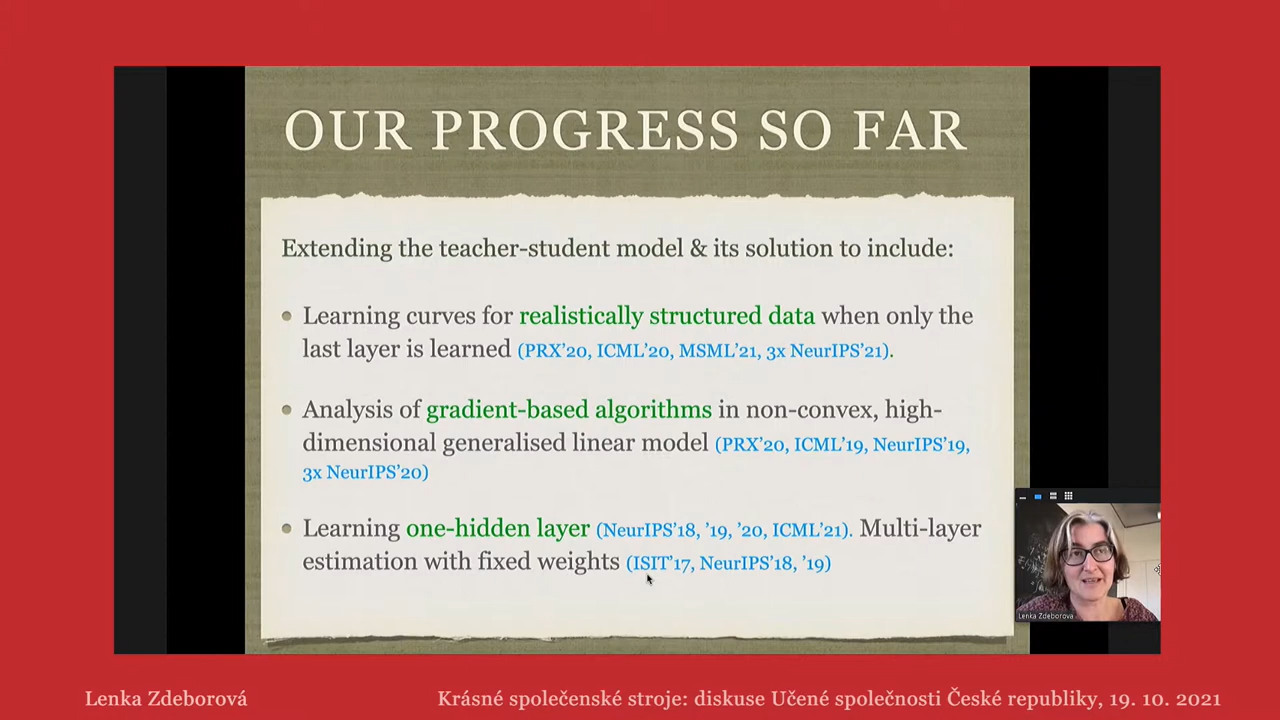 OUR PROGRESS SO FAR
Extending the teacher-student model & its solution to include:
• Learning curves for realistically structured data when only the
last layer is learned (PRX'20, ICML'20, MSML'21, 3x NeurIPS'21).
• Analysis of gradient-based algorithms in non-convex, high-
dimensional generalised linear model (PRX'20, ICML'19, NeurIPS'19,
3x NeurIPS'20)
• Learning one-hidden layer (NeurIPS'18, '19, '20, ICML'21). Multi-layer
estimation with fixed weights (ISIT'17, NeurIPS'18, '19)
Lenka Zdeborova
Lenka Zdeborová
Krásné společenské stroje: diskuse Učené společnosti České republiky, 19. 10. 2021